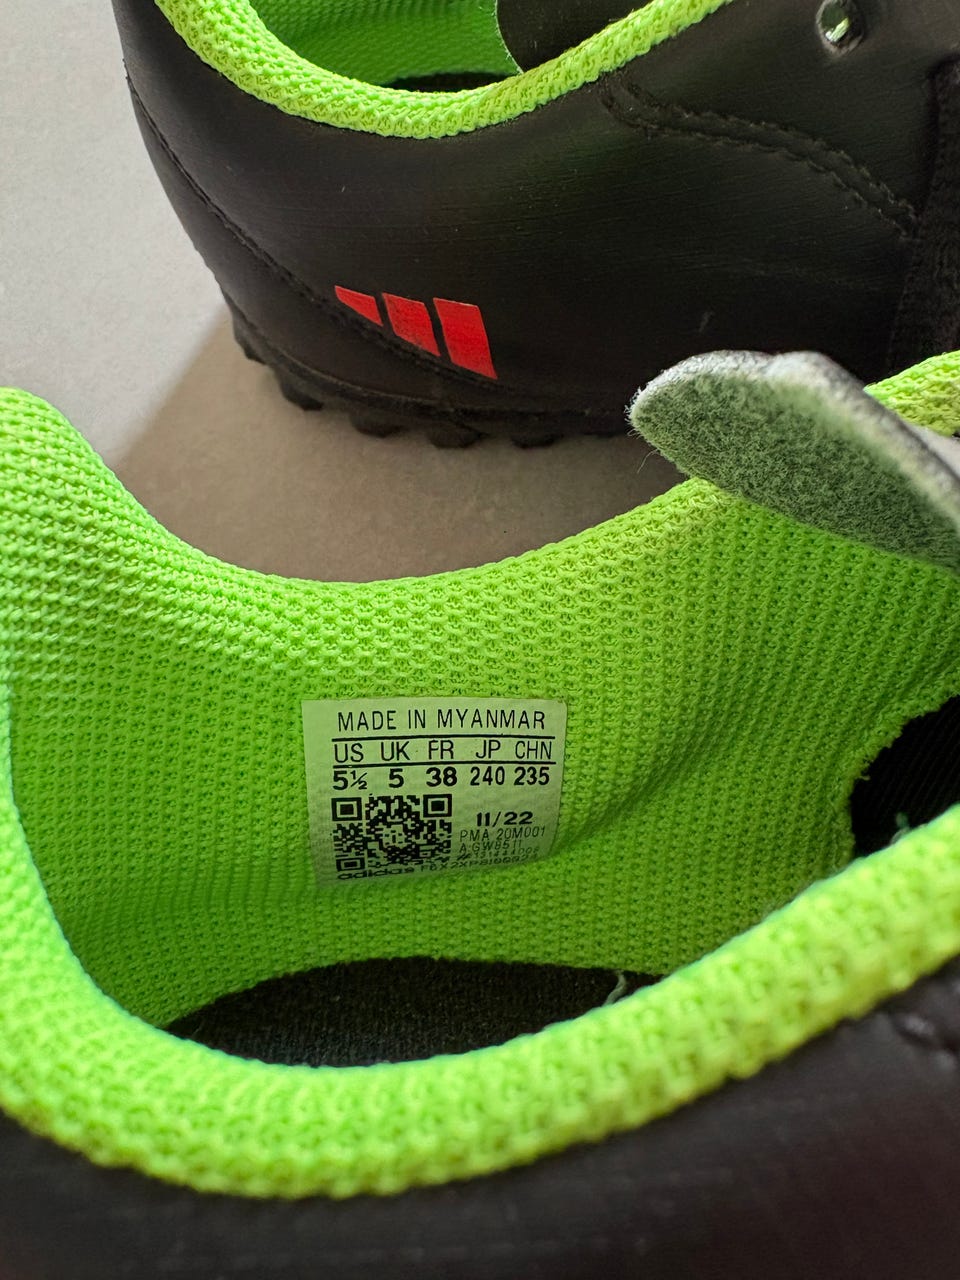 MADE IN MYANMAR
US UK FR JP CHN
5½ 5 38 240 235
11/22
PMA 20M001
adidas